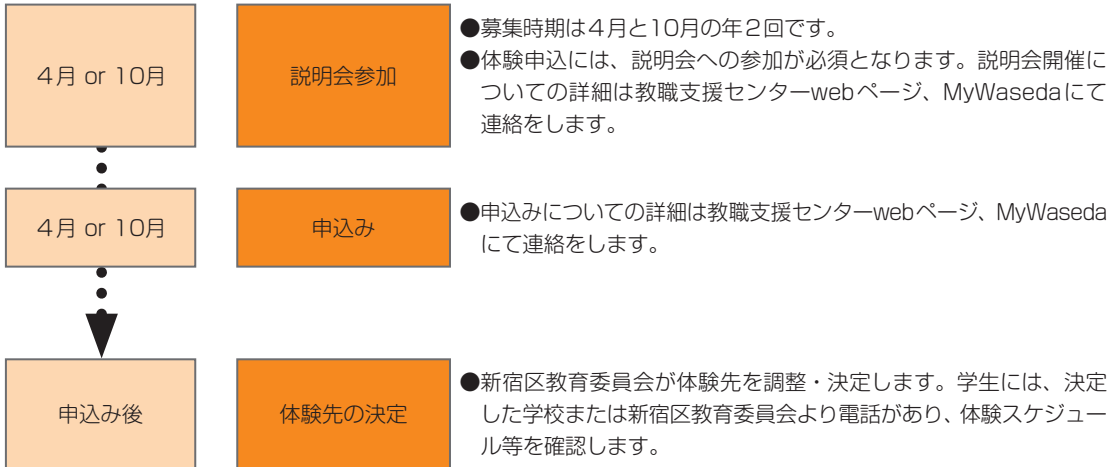 4月 or 10月
説明会参加
●募集時期は4月と10月の年2回です。
●体験申込には、説明会への参加が必須となります。説明会開催に
ついての詳細は教職支援センターwebページ、MyWasedaにて
連絡をします。
4月 or 10月
申込み
●申込みについての詳細は教職支援センターwebページ、MyWaseda
にて連絡をします。
申込み後
体験先の決定
●新宿区教育委員会が体験先を調整・決定します。学生には、決定
した学校または新宿区教育委員会より電話があり、体験スケジュー
ル等を確認します。